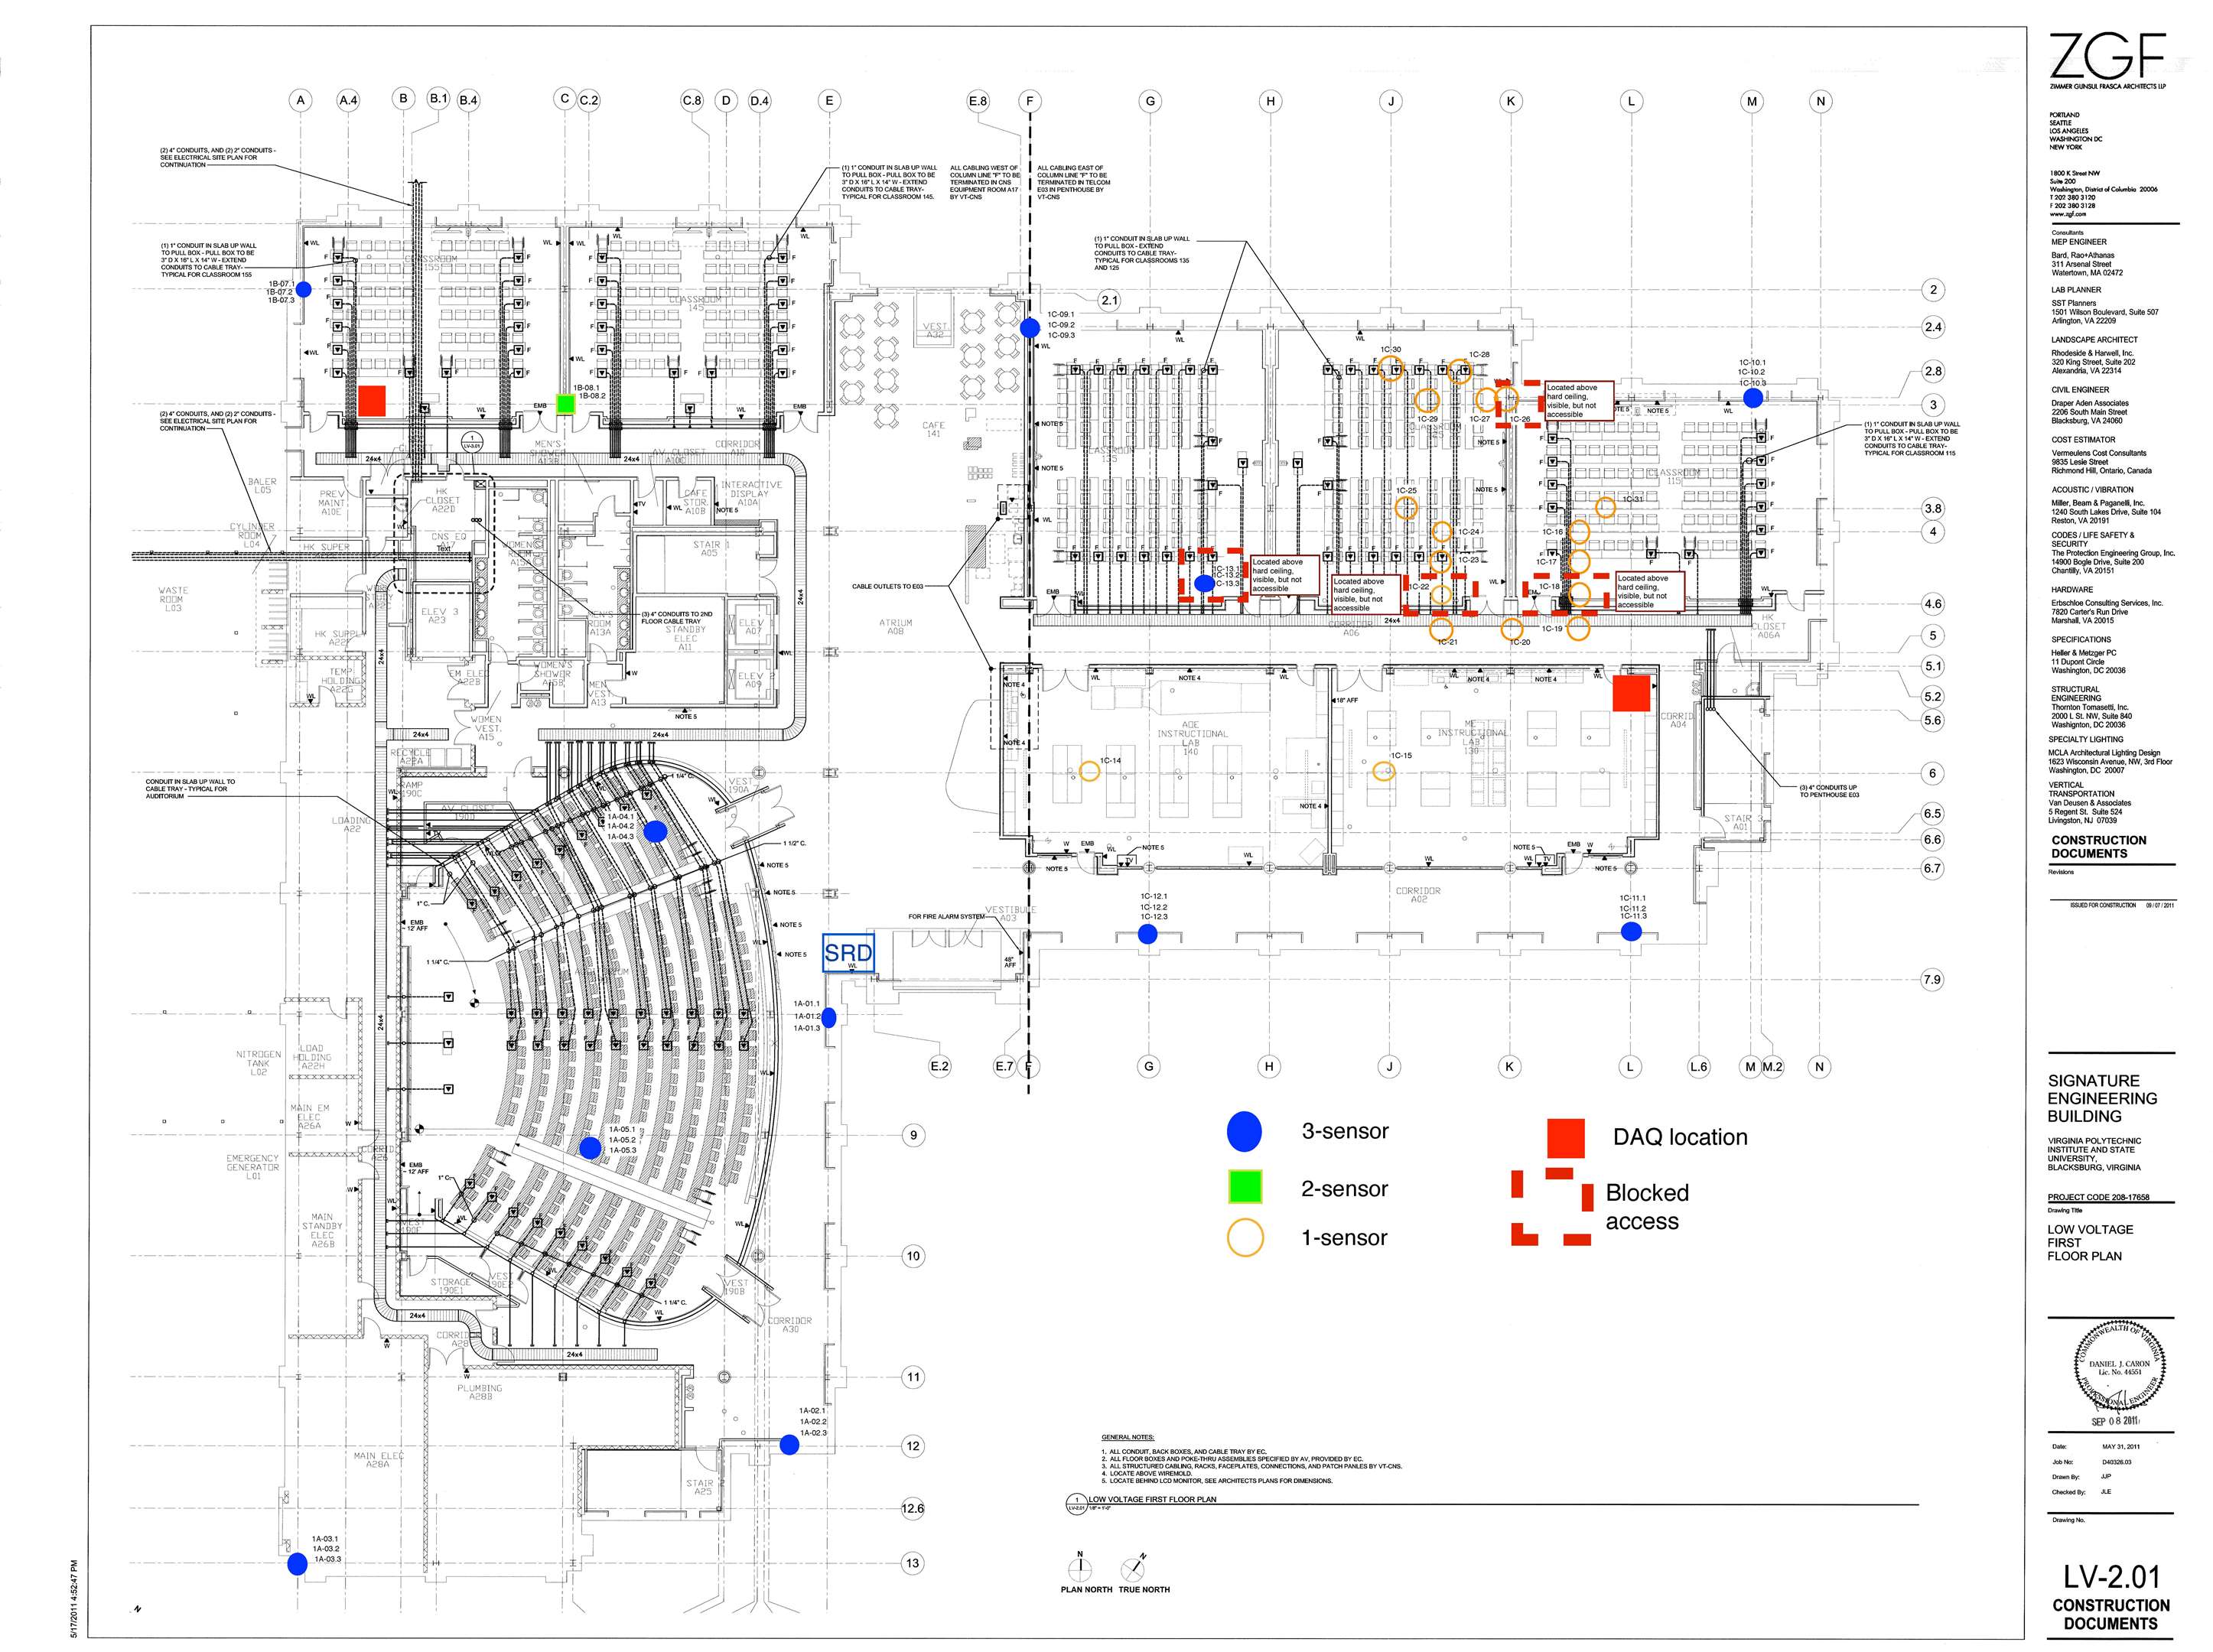 ZGF
ZIMMER GUNSUL FRASCA ARCHITECTS LLP
PORTLAND
SEATTLE
LOS ANGELES
WASHINGTON DC
NEW YORK
1800 K Street NW
Suite 200
Washington, District of Columbia 20006
T 202 380 3120
F 202 380 3128
www.zgf.com
Consultants
MEP ENGINEER
Bard, Rao+Athanas
311 Arsenal Street
Watertown, MA 02472
LAB PLANNER
SST Planners
1501 Wilson Boulevard, Suite 507
Arlington, VA 22209
LANDSCAPE ARCHITECT
Rhodeside & Harwell, Inc.
320 King Street, Suite 202
Alexandria, VA 22314
CIVIL ENGINEER
Draper Aden Associates
2206 South Main Street
Blacksburg, VA 24060
COST ESTIMATOR
Vermeulens Cost Consultants
9835 Leslie Street
Richmond Hill, Ontario, Canada
ACOUSTIC / VIBRATION
Miller, Beam & Paganelli, Inc.
1240 South Lakes Drive, Suite 104
Reston, VA 20191
CODES / LIFE SAFETY &
SECURITY
The Protection Engineering Group, Inc.
14900 Bogle Drive, Suite 200
Chantilly, VA 20151
HARDWARE
Erbschloe Consulting Services, Inc.
7820 Carter's Run Drive
Marshall, VA 20015
SPECIFICATIONS
Heller & Metzger PC
11 Dupont Circle
Washington, DC 20036
STRUCTURAL
ENGINEERING
Thornton Tomasetti, Inc.
2000 L St. NW, Suite 840
Washignton, DC 20036
SPECIALTY LIGHTING
MCLA Architectural Lighting Design
1623 Wisconsin Avenue, NW, 3rd Floor
Washington, DC 20007
VERTICAL
TRANSPORTATION
Van Deusen & Associates
5 Regent St. Suite 524
Livingston, NJ 07039
CONSTRUCTION
DOCUMENTS
Revisions
ISSUED FOR CONSTRUCTION 09 / 07 / 2011
SIGNATURE
ENGINEERING
BUILDING
VIRGINIA POLYTECHNIC
INSTITUTE AND STATE
UNIVERSITY,
BLACKSBURG, VIRGINIA
PROJECT CODE 208-17658
Drawing Title
LOW VOLTAGE
FIRST
FLOOR PLAN
COMMONWEALTH OF VIRGINIA
DANIEL J. CARON
Lic. No. 44551
PROFESSIONAL ENGINEER
SEP 08 2011
Date: MAY 31, 2011
Job No: D40326.03
Drawn By: JJP
Checked By: JLE
Drawing No.
LV-2.01
CONSTRUCTION
DOCUMENTS
A A.4 B B.1 B.4 C C.2 C.8 D D.4 E E.8 F G H J K L M N
(2) 4" CONDUITS, AND (2) 2" CONDUITS -
SEE ELECTRICAL SITE PLAN FOR
CONTINUATION
(1) 1" CONDUIT IN SLAB UP WALL
TO PULL BOX - PULL BOX TO BE
3" D X 16" L X 14" W - EXTEND
CONDUITS TO CABLE TRAY-
TYPICAL FOR CLASSROOM 145.
ALL CABLING WEST OF
COLUMN LINE "F" TO BE
TERMINATED IN CNS
EQUIPMENT ROOM A17
BY VT-CNS
ALL CABLING EAST OF
COLUMN LINE "F" TO BE
TERMINATED IN TELCOM
E03 IN PENTHOUSE BY
VT-CNS
(1) 1" CONDUIT IN SLAB UP WALL
TO PULL BOX - PULL BOX TO BE
3" D X 16" L X 14" W - EXTEND
CONDUITS TO CABLE TRAY-
TYPICAL FOR CLASSROOM 155
(1) 1" CONDUIT IN SLAB UP WALL
TO PULL BOX - EXTEND
CONDUITS TO CABLE TRAY-
TYPICAL FOR CLASSROOMS 135
AND 125
1B-07.1
1B-07.2
1B-07.3
CLASSROOM
155
CLASSROOM
145
VEST.
A32
2.1
1C-09.1
1C-09.2
1C-09.3
1B-08.1
1B-08.2
(2) 4" CONDUITS, AND (2) 2" CONDUITS -
SEE ELECTRICAL SITE PLAN FOR
CONTINUATION
CAFE
141
1C-30
1C-28
1C-29
1C-27
1C-26
Located above
hard ceiling,
visible, but not
accessible
1C-10.1
1C-10.2
1C-10.3
(1) 1" CONDUIT IN SLAB UP WALL
TO PULL BOX - PULL BOX TO BE
3" D X 16" L X 14" W - EXTEND
CONDUITS TO CABLE TRAY-
TYPICAL FOR CLASSROOM 115
2
2.4
2.8
3
3.8
4
4.6
5
5.1
5.2
5.6
6
6.5
6.6
6.7
7.9
BALER
L05
PREV
MAINT.
A10E
HK
CLOSET
A22D
MEN'S
SHOWER
A13B
AV CLOSET
A10C
CORRIDOR
A10
CAFE
STOR.
A10B
INTERACTIVE
DISPLAY
A10A
CYLINDER
ROOM
L04
HK SUPER
CNS EQ
A17
Text
WOMEN'S
ROOM
A15A
STAIR 1
A05
CLASSROOM
115
1C-25
1C-31
1C-24
1C-16
1C-23
1C-17
1C-22
1C-18
1C-21
1C-20
1C-19
1C-13.1
1C-13.2
1C-13.3
Located above
hard ceiling,
visible, but not
accessible
Located above
hard ceiling,
visible, but not
accessible
Located above
hard ceiling,
visible, but not
accessible
CABLE OUTLETS TO E03
WASTE
ROOM
L03
ELEV 3
A23
MEN'S
ROOM
A13A
(3) 4" CONDUITS TO 2ND
FLOOR CABLE TRAY
STANDBY
ELEC
A11
ELEV
A07
ATRIUM
A08
CORRIDOR
A06
HK
CLOSET
A06A
HK SUPPLY
A22F
TEMP.
HOLDING
A22G
EM ELEC
A22B
WOMEN'S
SHOWER
A15B
MEN
VEST
A13
ELEV 2
A09
WOMEN
VEST.
A15
RECYCLE
A22A
24x4
NOTE 4
NOTE 5
18" AFF
AOE
INSTRUCTIONAL
LAB
140
ME
INSTRUCTIONAL
LAB
130
CORRID
A04
1C-14
1C-15
(3) 4" CONDUITS UP
TO PENTHOUSE E03
STAIR 3
A01
CONDUIT IN SLAB UP WALL TO
CABLE TRAY - TYPICAL FOR
AUDITORIUM
RAMP
190C
LOADING
A22
AV CLOSET
190D
VEST
190A
1A-04.1
1A-04.2
1A-04.3
1 1/4" C.
1 1/2" C.
1" C.
EMB
~ 12' AFF
CORRIDOR
A02
1C-12.1
1C-12.2
1C-12.3
1C-11.1
1C-11.2
1C-11.3
FOR FIRE ALARM SYSTEM
VESTIBULE
A03
48"
AFF
SRD
1 1/4" C.
1A-01.1
1A-01.2
1A-01.3
NITROGEN
TANK
L02
LOAD
HOLDING
A22H
E.2 E.7 F G H J K L L.6 M M.2 N
MAIN EM
ELEC
A26A
1A-05.1
1A-05.2
1A-05.3
9
3-sensor
DAQ location
2-sensor
Blocked
access
1-sensor
EMERGENCY
GENERATOR
L01
EMB
~ 12' AFF
1" C.
MAIN
STANDBY
ELEC
A26B
10
STORAGE
190E1
VEST
190B
1 1/4" C.
CORRIDOR
A30
24x4
CORRID
A28
24x4
PLUMBING
A28B
11
1A-02.1
1A-02.2
1A-02.3
12
MAIN ELEC
A28A
STAIR
A25
12.6
1A-03.1
1A-03.2
1A-03.3
13
GENERAL NOTES:
1. ALL CONDUIT, BACK BOXES, AND CABLE TRAY BY EC.
2. ALL FLOOR BOXES AND POKE-THRU ASSEMBLIES SPECIFIED BY AV, PROVIDED BY EC.
3. ALL STRUCTURED CABLING, RACKS, FACEPLATES, CONNECTIONS, AND PATCH PANLES BY VT-CNS.
4. LOCATE ABOVE WIREMOLD.
5. LOCATE BEHIND LCD MONITOR, SEE ARCHITECTS PLANS FOR DIMENSIONS.
1 LOW VOLTAGE FIRST FLOOR PLAN
LV-2.01 1/8" = 1'-0"
N N
PLAN NORTH TRUE NORTH
5/17/2011 4:52:47 PM